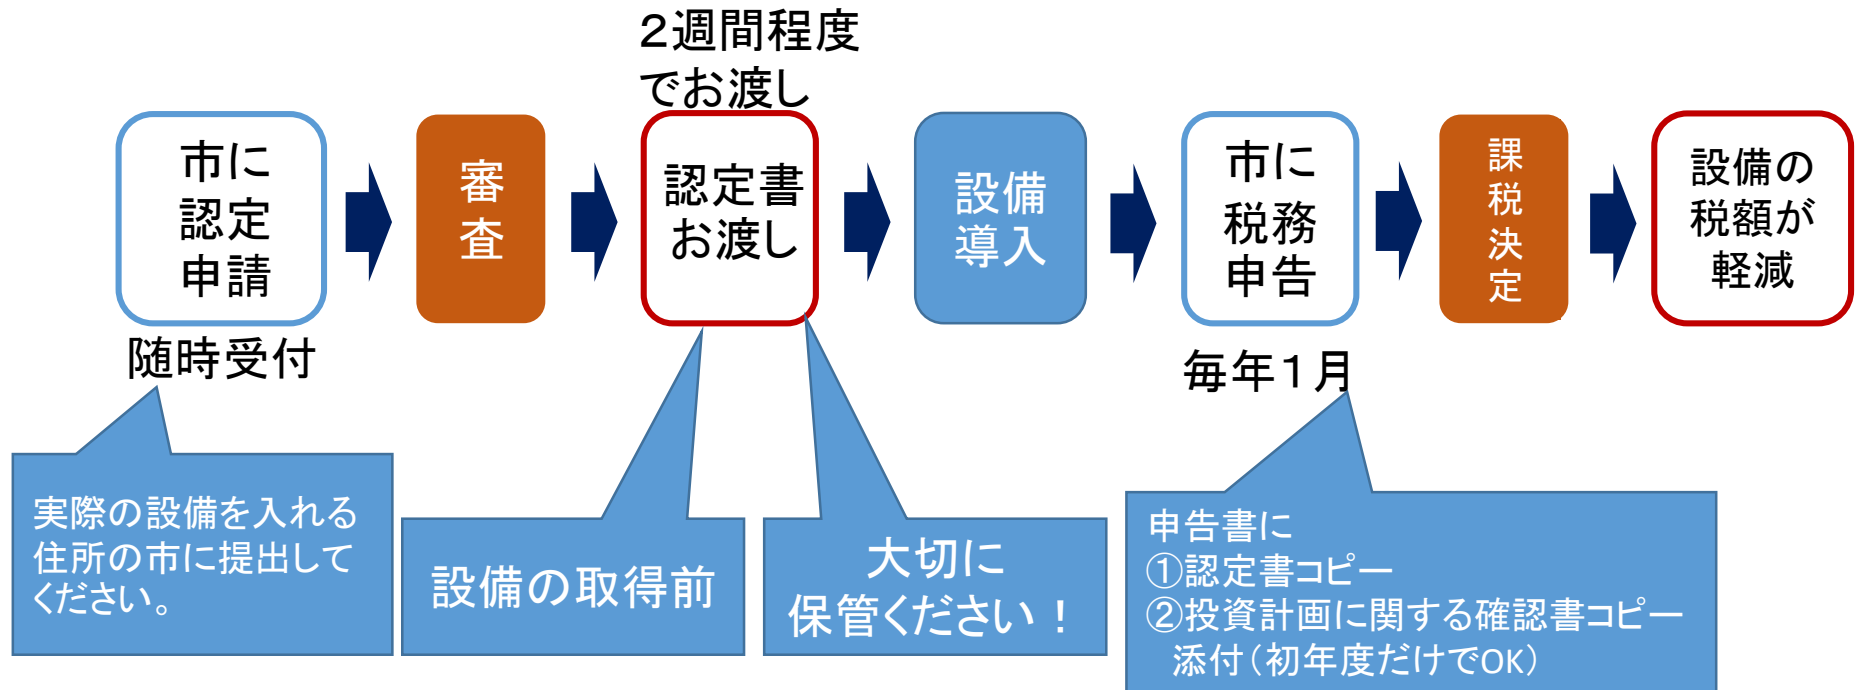 ２週間程度
でお渡し
市に
認定
申請
審
査
認定書
お渡し
設備
導入
市に
税務
申告
課
税
決
定
設備の
税額が
軽減
随時受付
毎年１月
実際の設備を入れる
住所の市に提出して
ください。
設備の取得前
大切に
保管ください！
申告書に
①認定書コピー
②投資計画に関する確認書コピー
添付（初年度だけでOK）